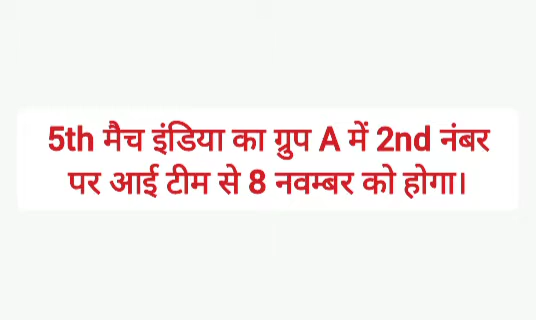 5th मैच इंडिया का ग्रुप A में 2nd नंबर
पर आई टीम से 8 नवम्बर को होगा।